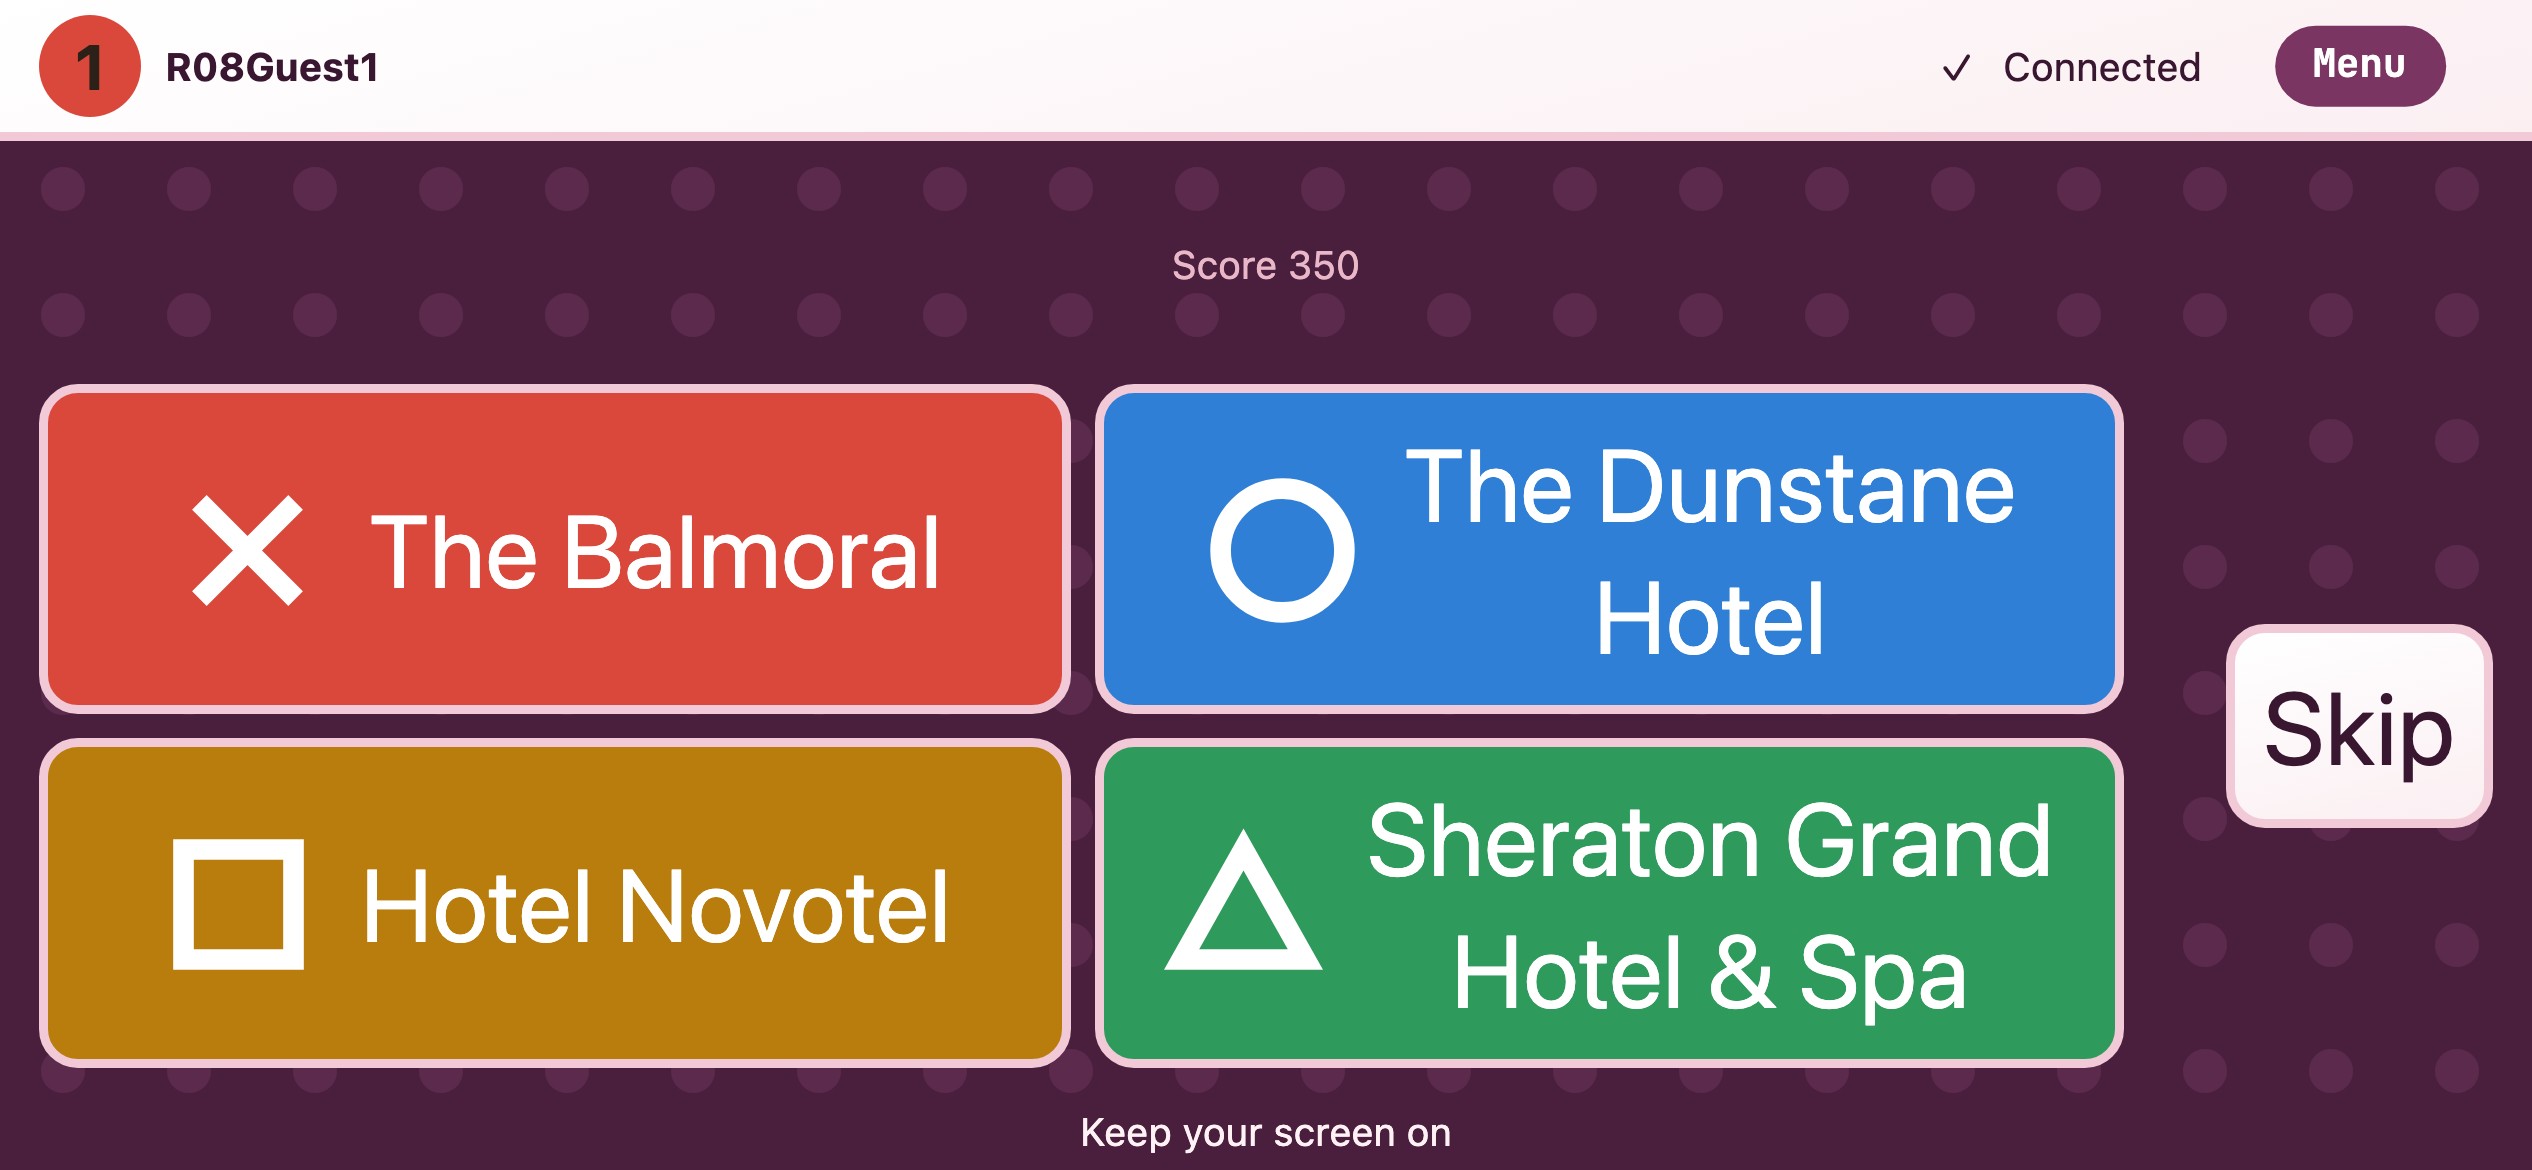 1 R08Guest1
✓ Connected
Menu
Score 350
The Balmoral
The Dunstane
Hotel
Hotel Novotel
Sheraton Grand
Hotel & Spa
Skip
Keep your screen on